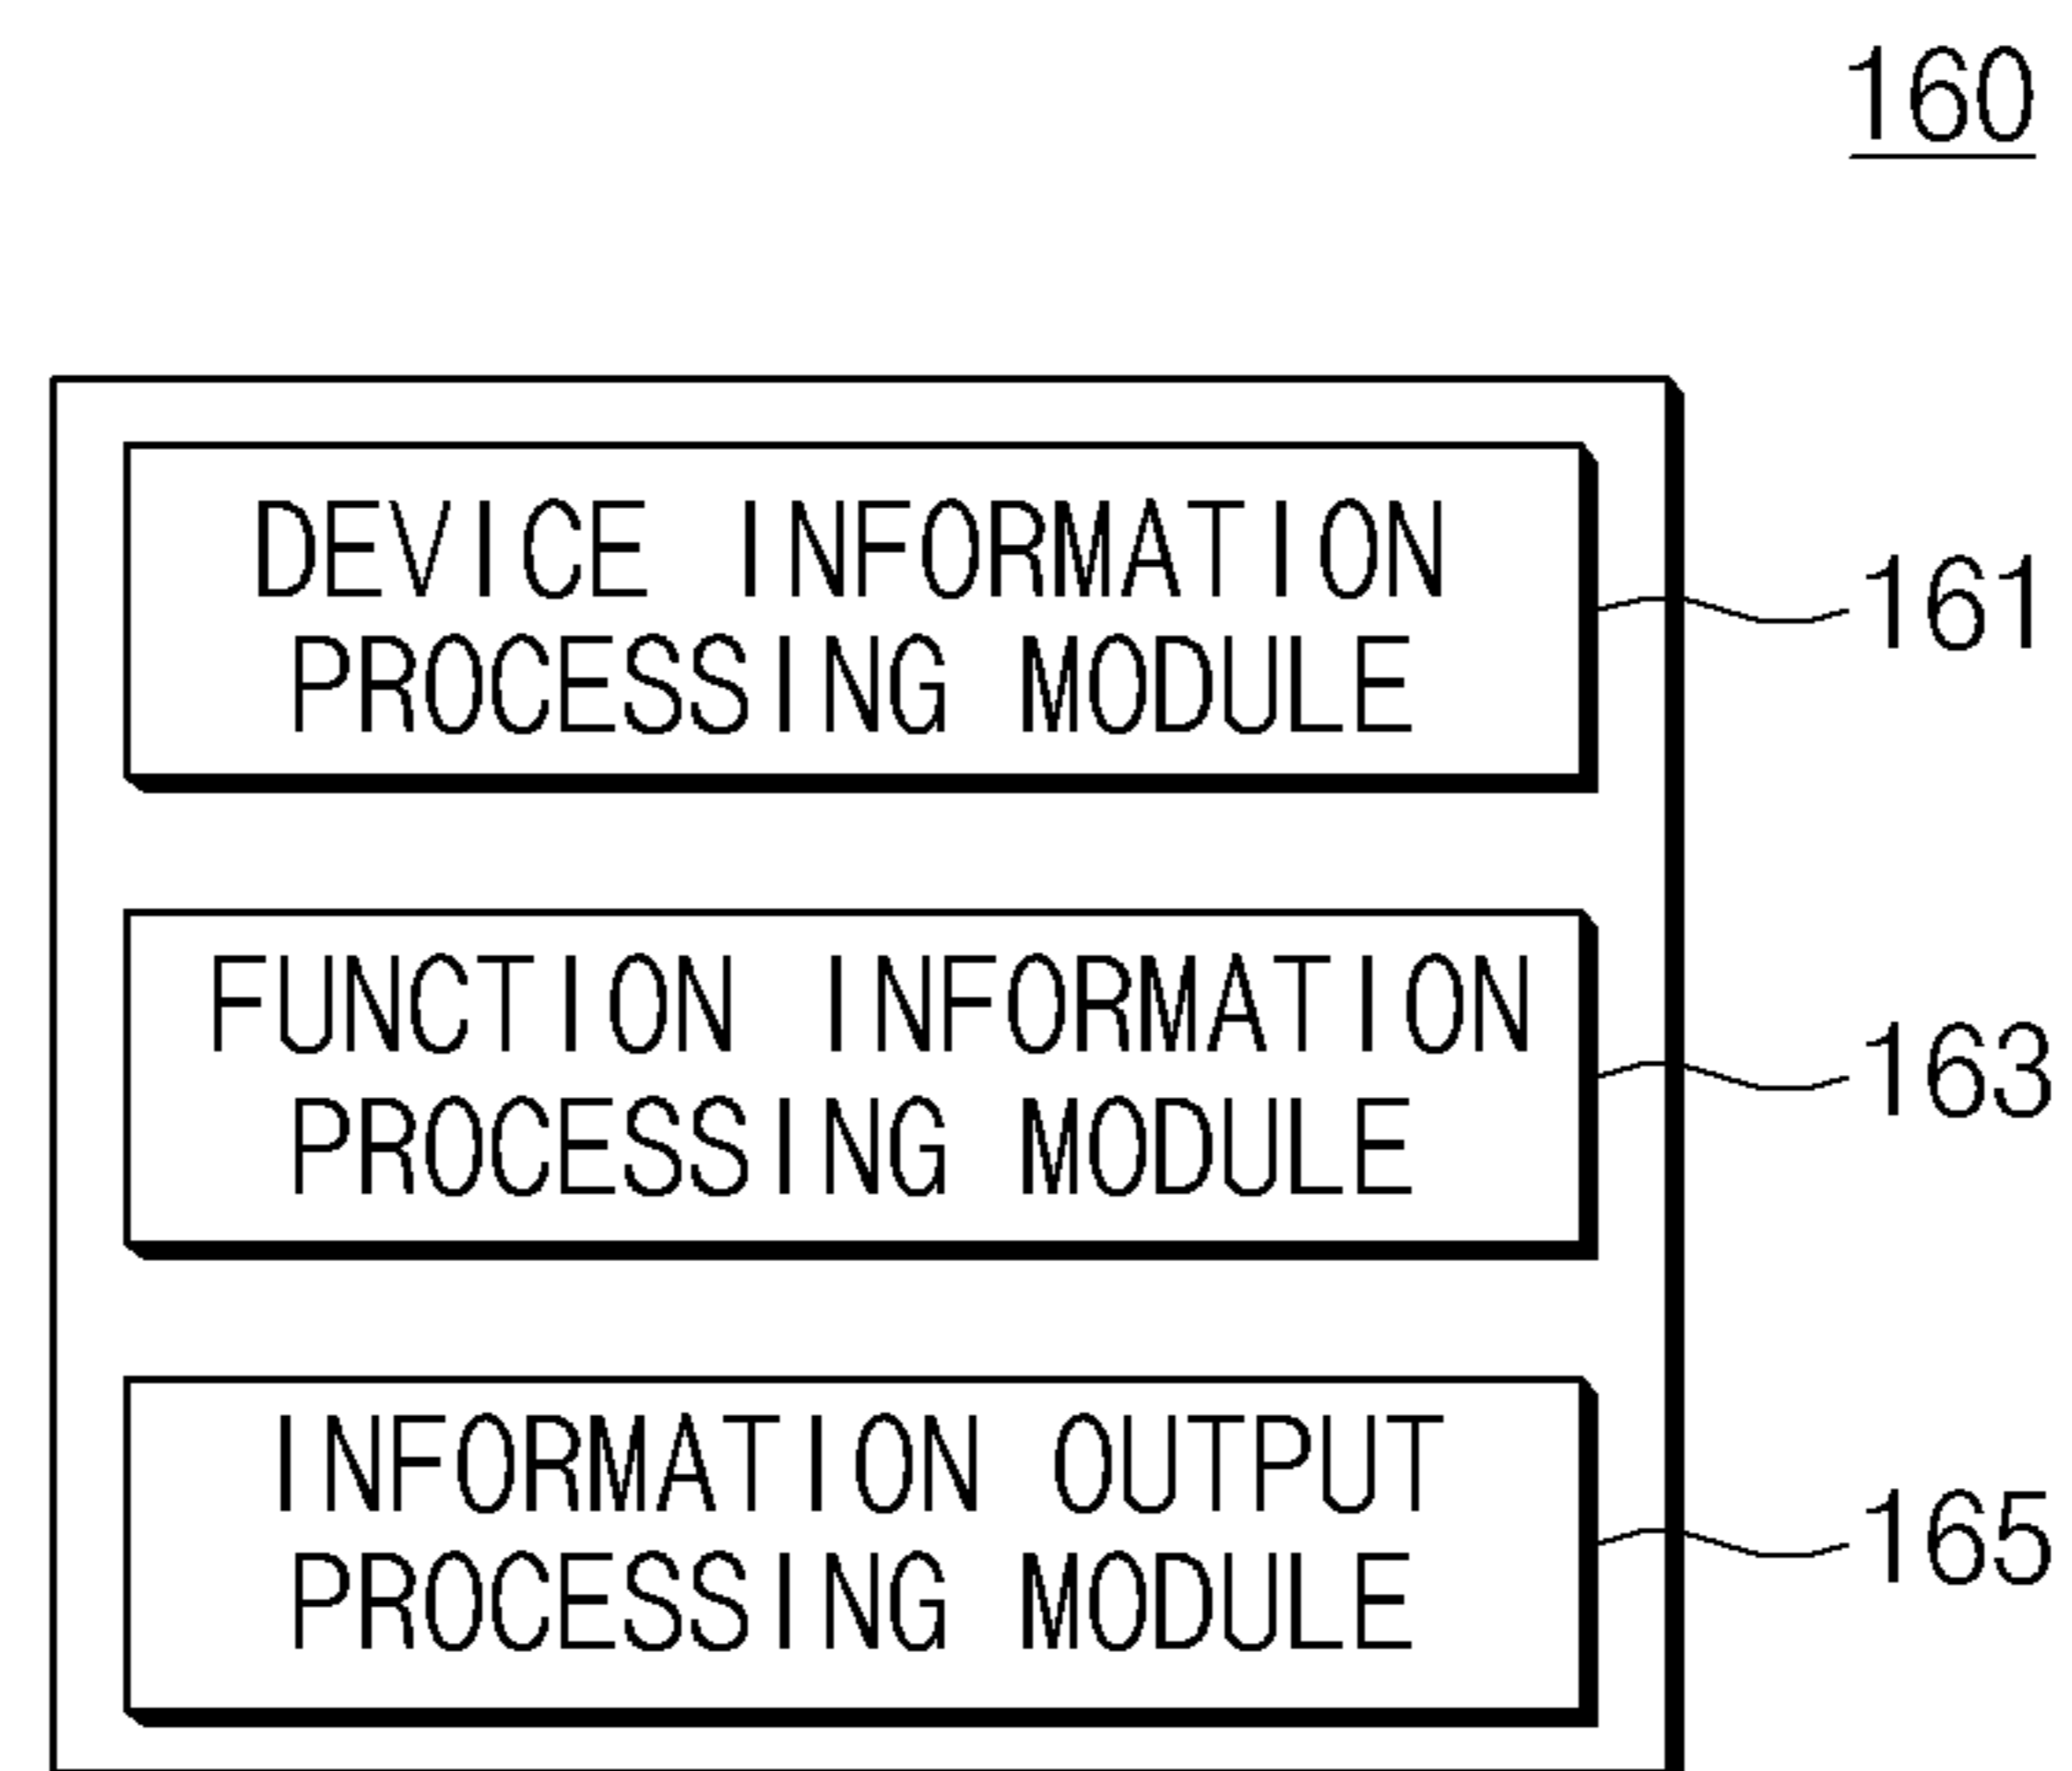 160
DEVICE INFORMATION
PROCESSING MODULE
161
FUNCTION INFORMATION
PROCESSING MODULE
163
INFORMATION OUTPUT
PROCESSING MODULE
165